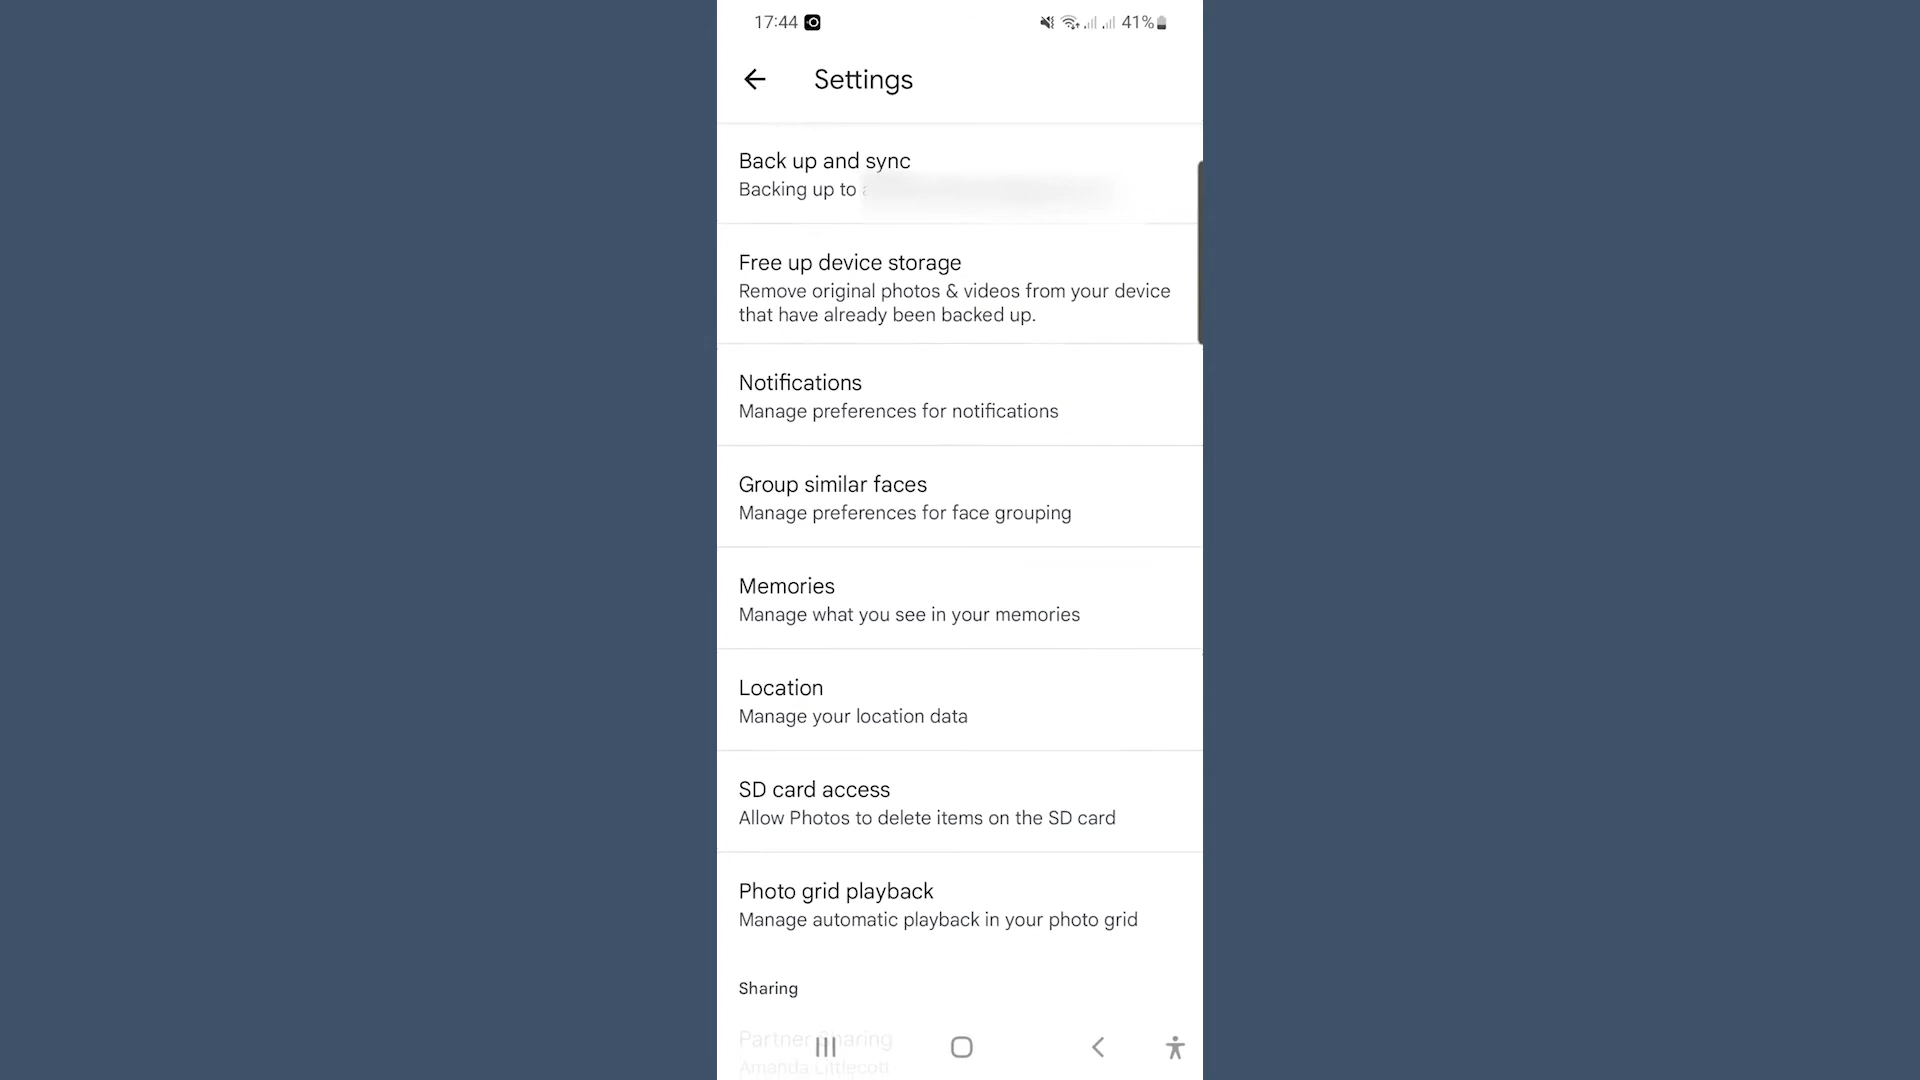 17:44 41%
Settings
Back up and sync
Backing up to
Free up device storage
Remove original photos & videos from your device
that have already been backed up.
Notifications
Manage preferences for notifications
Group similar faces
Manage preferences for face grouping
Memories
Manage what you see in your memories
Location
Manage your location data
SD card access
Allow Photos to delete items on the SD card
Photo grid playback
Manage automatic playback in your photo grid
Sharing
Partner Sharing
Amanda Littlecott